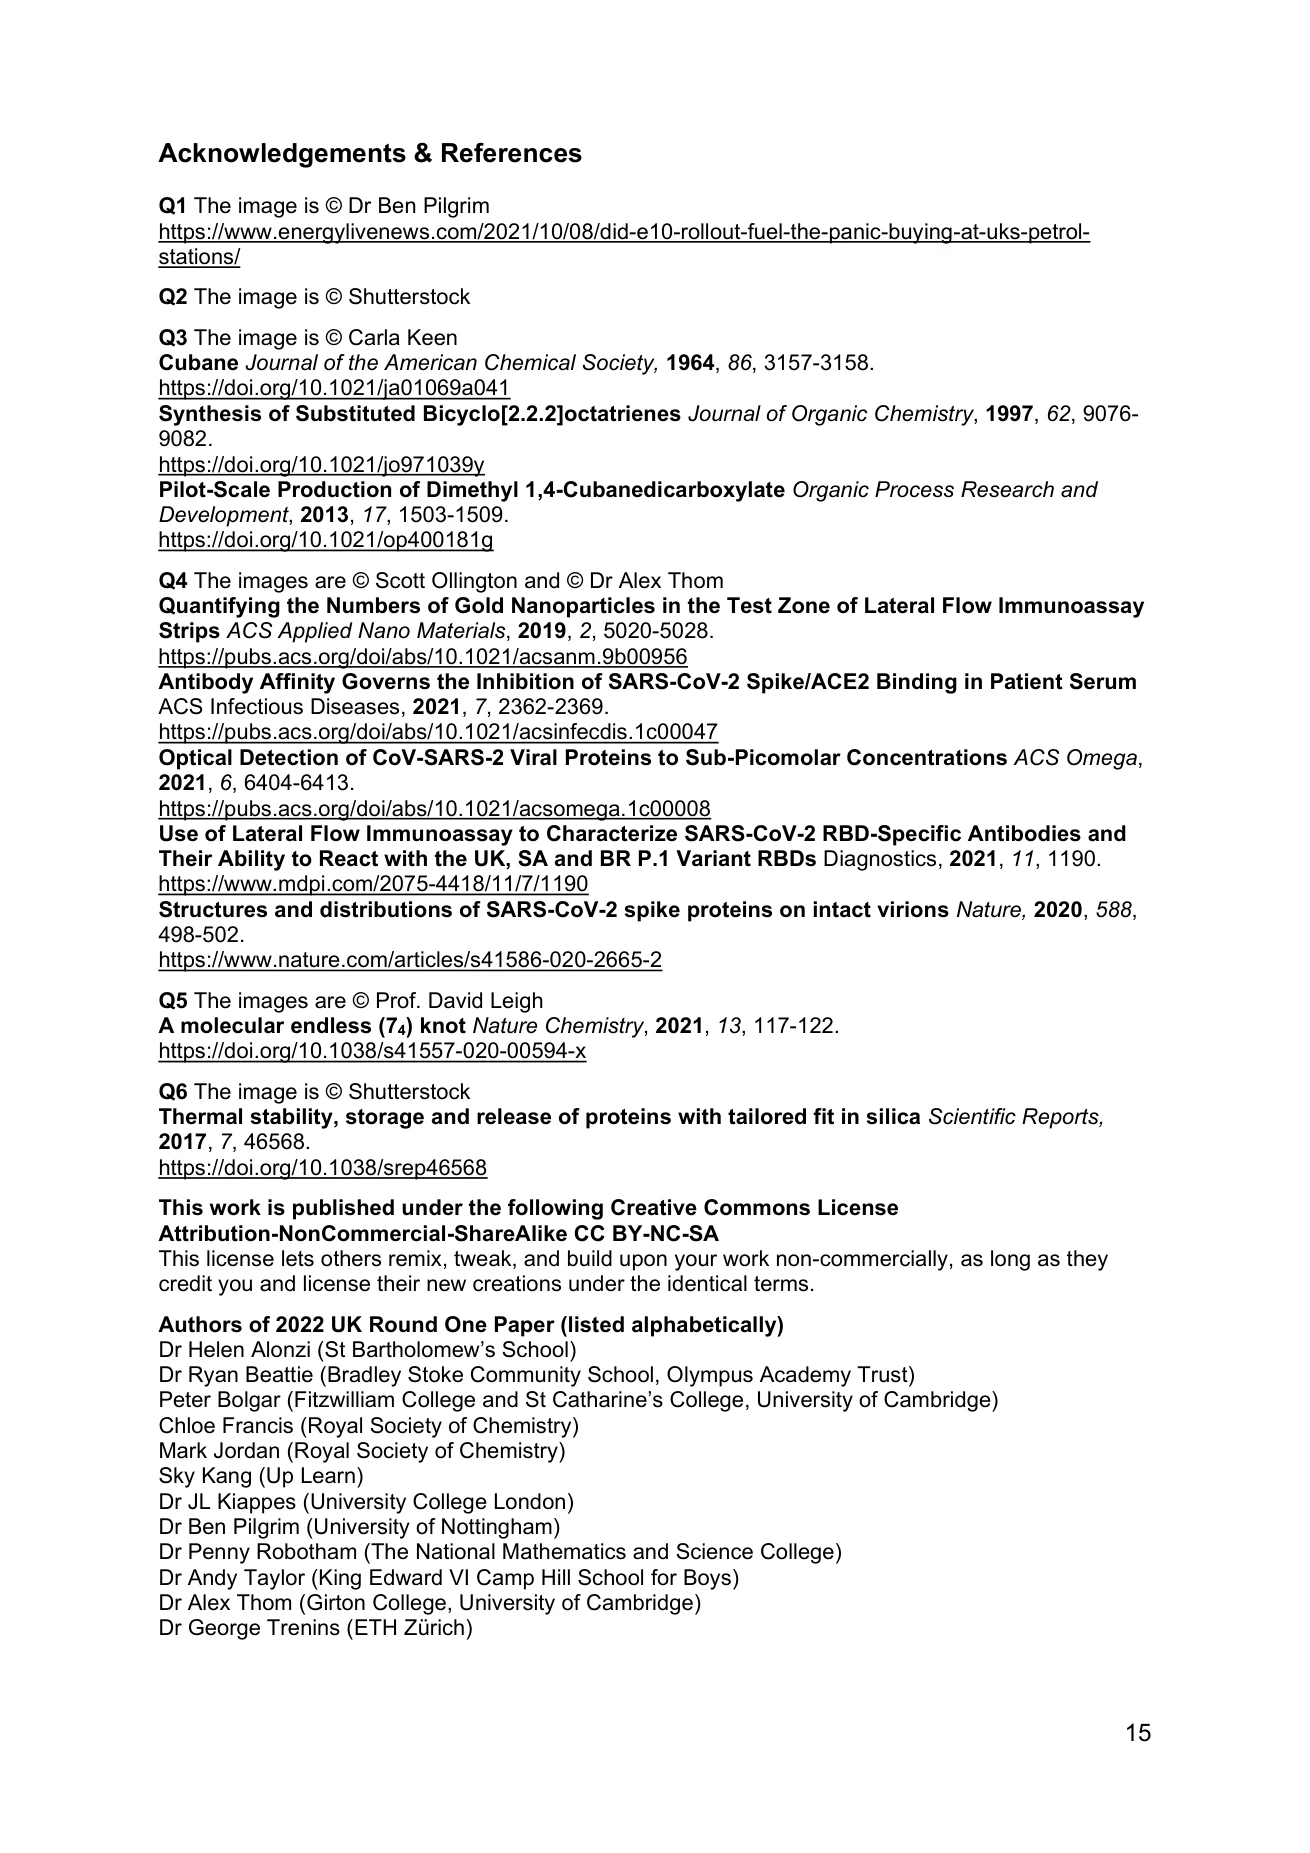 Acknowledgements & References
Q1 The image is © Dr Ben Pilgrim
https://www.energylivenews.com/2021/10/08/did-e10-rollout-fuel-the-panic-buying-at-uks-petrol-
stations/
Q2 The image is © Shutterstock
Q3 The image is © Carla Keen
Cubane Journal of the American Chemical Society, 1964, 86, 3157-3158.
https://doi.org/10.1021/ja01069a041
Synthesis of Substituted Bicyclo[2.2.2]octatrienes Journal of Organic Chemistry, 1997, 62, 9076-
9082.
https://doi.org/10.1021/jo971039y
Pilot-Scale Production of Dimethyl 1,4-Cubanedicarboxylate Organic Process Research and
Development, 2013, 17, 1503-1509.
https://doi.org/10.1021/op400181g
Q4 The images are © Scott Ollington and © Dr Alex Thom
Quantifying the Numbers of Gold Nanoparticles in the Test Zone of Lateral Flow Immunoassay
Strips ACS Applied Nano Materials, 2019, 2, 5020-5028.
https://pubs.acs.org/doi/abs/10.1021/acsanm.9b00956
Antibody Affinity Governs the Inhibition of SARS-CoV-2 Spike/ACE2 Binding in Patient Serum
ACS Infectious Diseases, 2021, 7, 2362-2369.
https://pubs.acs.org/doi/abs/10.1021/acsinfecdis.1c00047
Optical Detection of CoV-SARS-2 Viral Proteins to Sub-Picomolar Concentrations ACS Omega,
2021, 6, 6404-6413.
https://pubs.acs.org/doi/abs/10.1021/acsomega.1c00008
Use of Lateral Flow Immunoassay to Characterize SARS-CoV-2 RBD-Specific Antibodies and
Their Ability to React with the UK, SA and BR P.1 Variant RBDs Diagnostics, 2021, 11, 1190.
https://www.mdpi.com/2075-4418/11/7/1190
Structures and distributions of SARS-CoV-2 spike proteins on intact virions Nature, 2020, 588,
498-502.
https://www.nature.com/articles/s41586-020-2665-2
Q5 The images are © Prof. David Leigh
A molecular endless (7₄) knot Nature Chemistry, 2021, 13, 117-122.
https://doi.org/10.1038/s41557-020-00594-x
Q6 The image is © Shutterstock
Thermal stability, storage and release of proteins with tailored fit in silica Scientific Reports,
2017, 7, 46568.
https://doi.org/10.1038/srep46568
This work is published under the following Creative Commons License
Attribution-NonCommercial-ShareAlike CC BY-NC-SA
This license lets others remix, tweak, and build upon your work non-commercially, as long as they
credit you and license their new creations under the identical terms.
Authors of 2022 UK Round One Paper (listed alphabetically)
Dr Helen Alonzi (St Bartholomew’s School)
Dr Ryan Beattie (Bradley Stoke Community School, Olympus Academy Trust)
Peter Bolgar (Fitzwilliam College and St Catharine’s College, University of Cambridge)
Chloe Francis (Royal Society of Chemistry)
Mark Jordan (Royal Society of Chemistry)
Sky Kang (Up Learn)
Dr JL Kiappes (University College London)
Dr Ben Pilgrim (University of Nottingham)
Dr Penny Robotham (The National Mathematics and Science College)
Dr Andy Taylor (King Edward VI Camp Hill School for Boys)
Dr Alex Thom (Girton College, University of Cambridge)
Dr George Trenins (ETH Zürich)
15